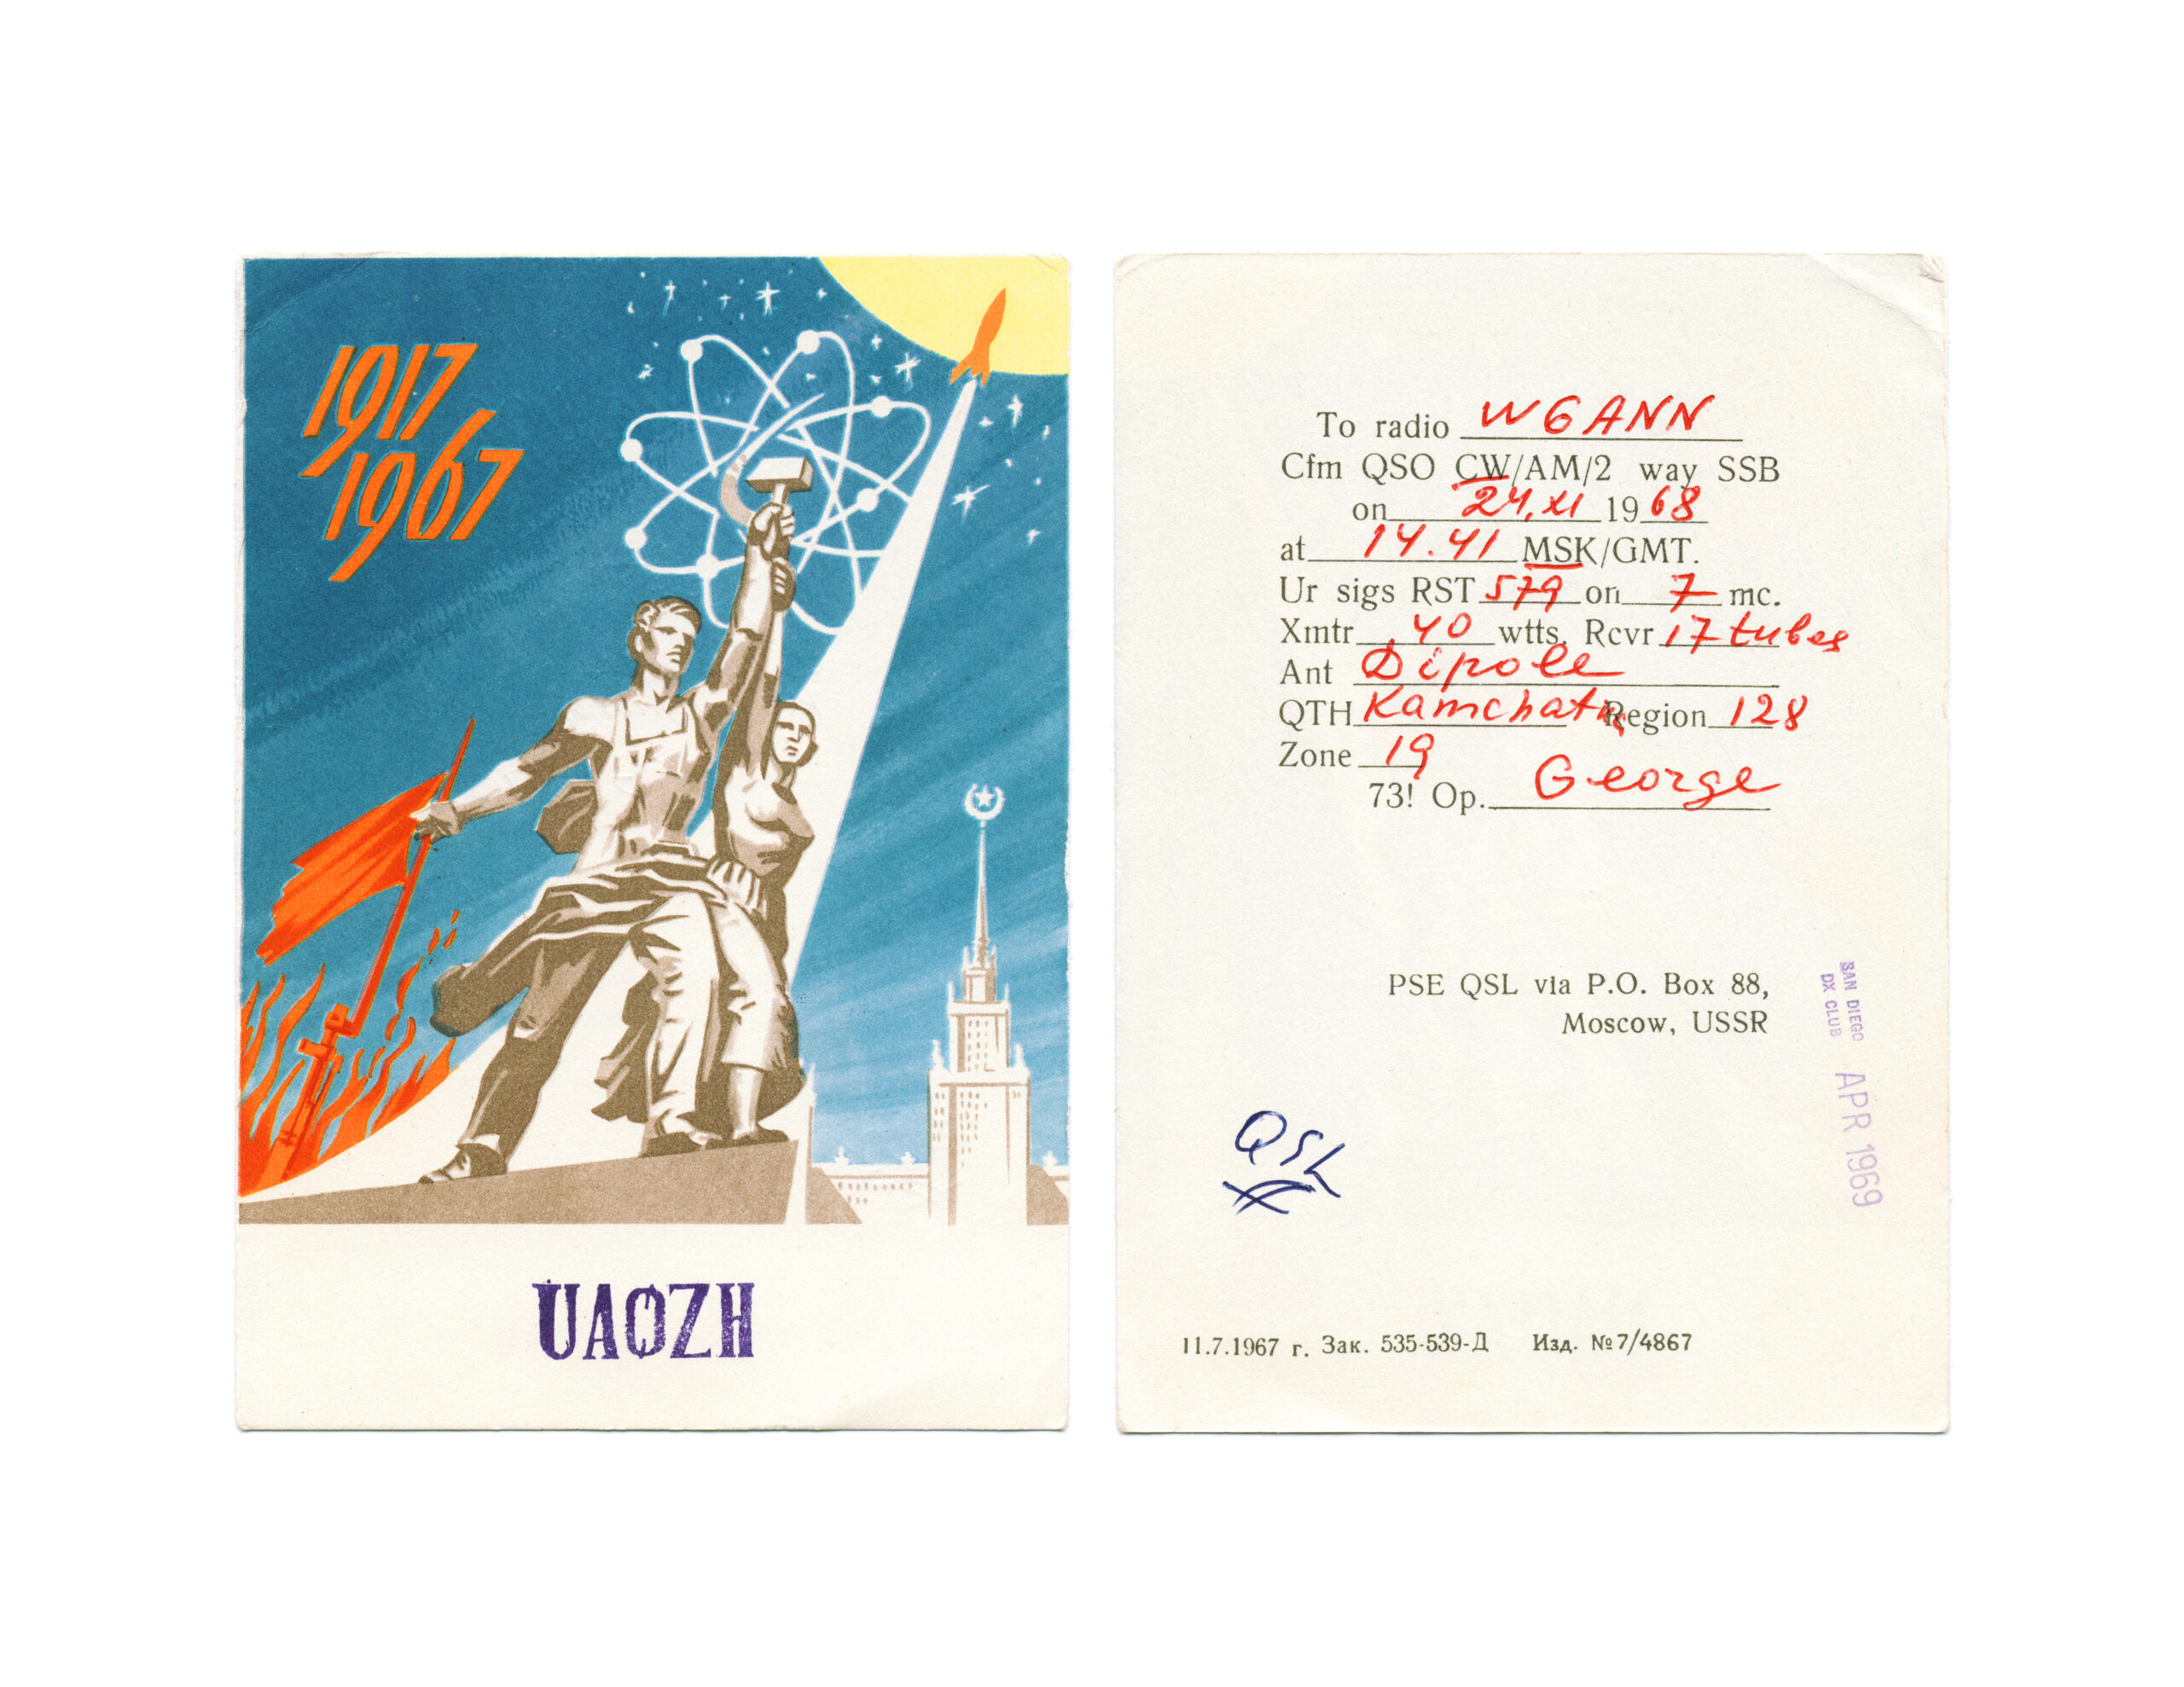 1917
1967
UAØZH
To radio W6ANN
Cfm QSO CW/AM/2 way SSB
on 24.XI 1968
at 14.41 MSK/GMT.
Ur sigs RST 579 on 7 mc.
Xmtr 40 wtts. Rcvr 17 tubes
Ant Dipole
QTH Kamchatka Region 128
Zone 19
73! Op. George
PSE QSL via P.O. Box 88,
Moscow, USSR
SAN DIEGO
DX CLUB
APR 1969
QSL
11.7.1967 г. Зак. 535-539-Д Изд. №7/4867